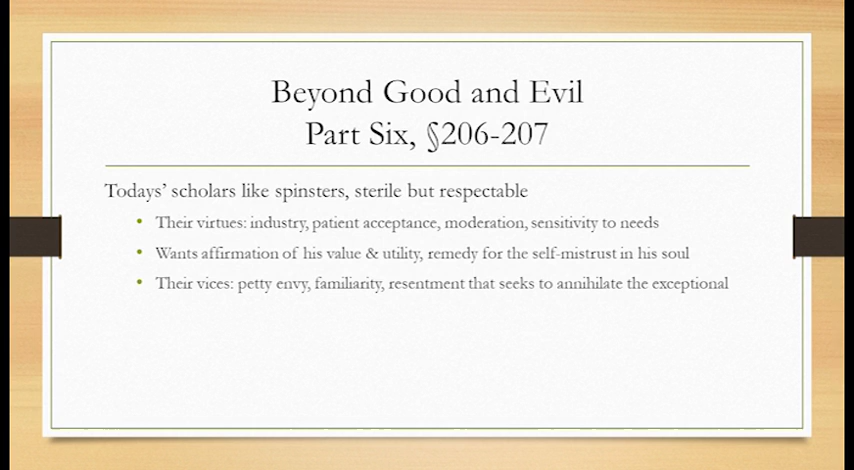 Beyond Good and Evil
Part Six, §206-207
Todays' scholars like spinsters, sterile but respectable
• Their virtues: industry, patient acceptance, moderation, sensitivity to needs
• Wants affirmation of his value & utility, remedy for the self-mistrust in his soul
• Their vices: petty envy, familiarity, resentment that seeks to annihilate the exceptional